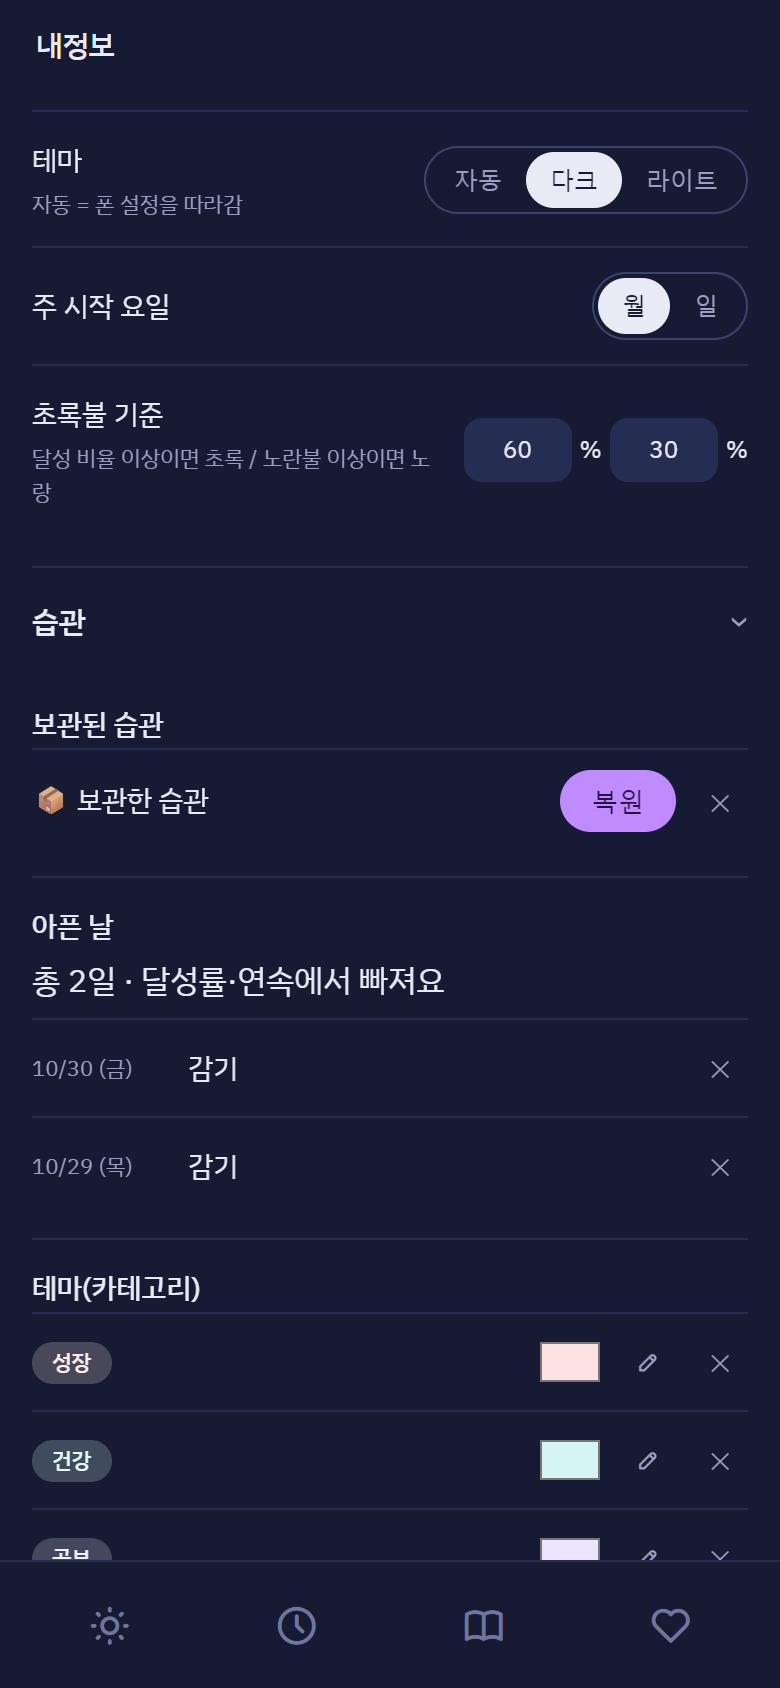 내정보
테마
자동 = 폰 설정을 따라감
자동 다크 라이트
주 시작 요일
월 일
초록불 기준
달성 비율 이상이면 초록 / 노란불 이상이면 노
랑
60 % 30 %
습관
보관된 습관
보관한 습관 복원
아픈 날
총 2일 · 달성률·연속에서 빠져요
10/30 (금) 감기
10/29 (목) 감기
테마(카테고리)
성장
건강